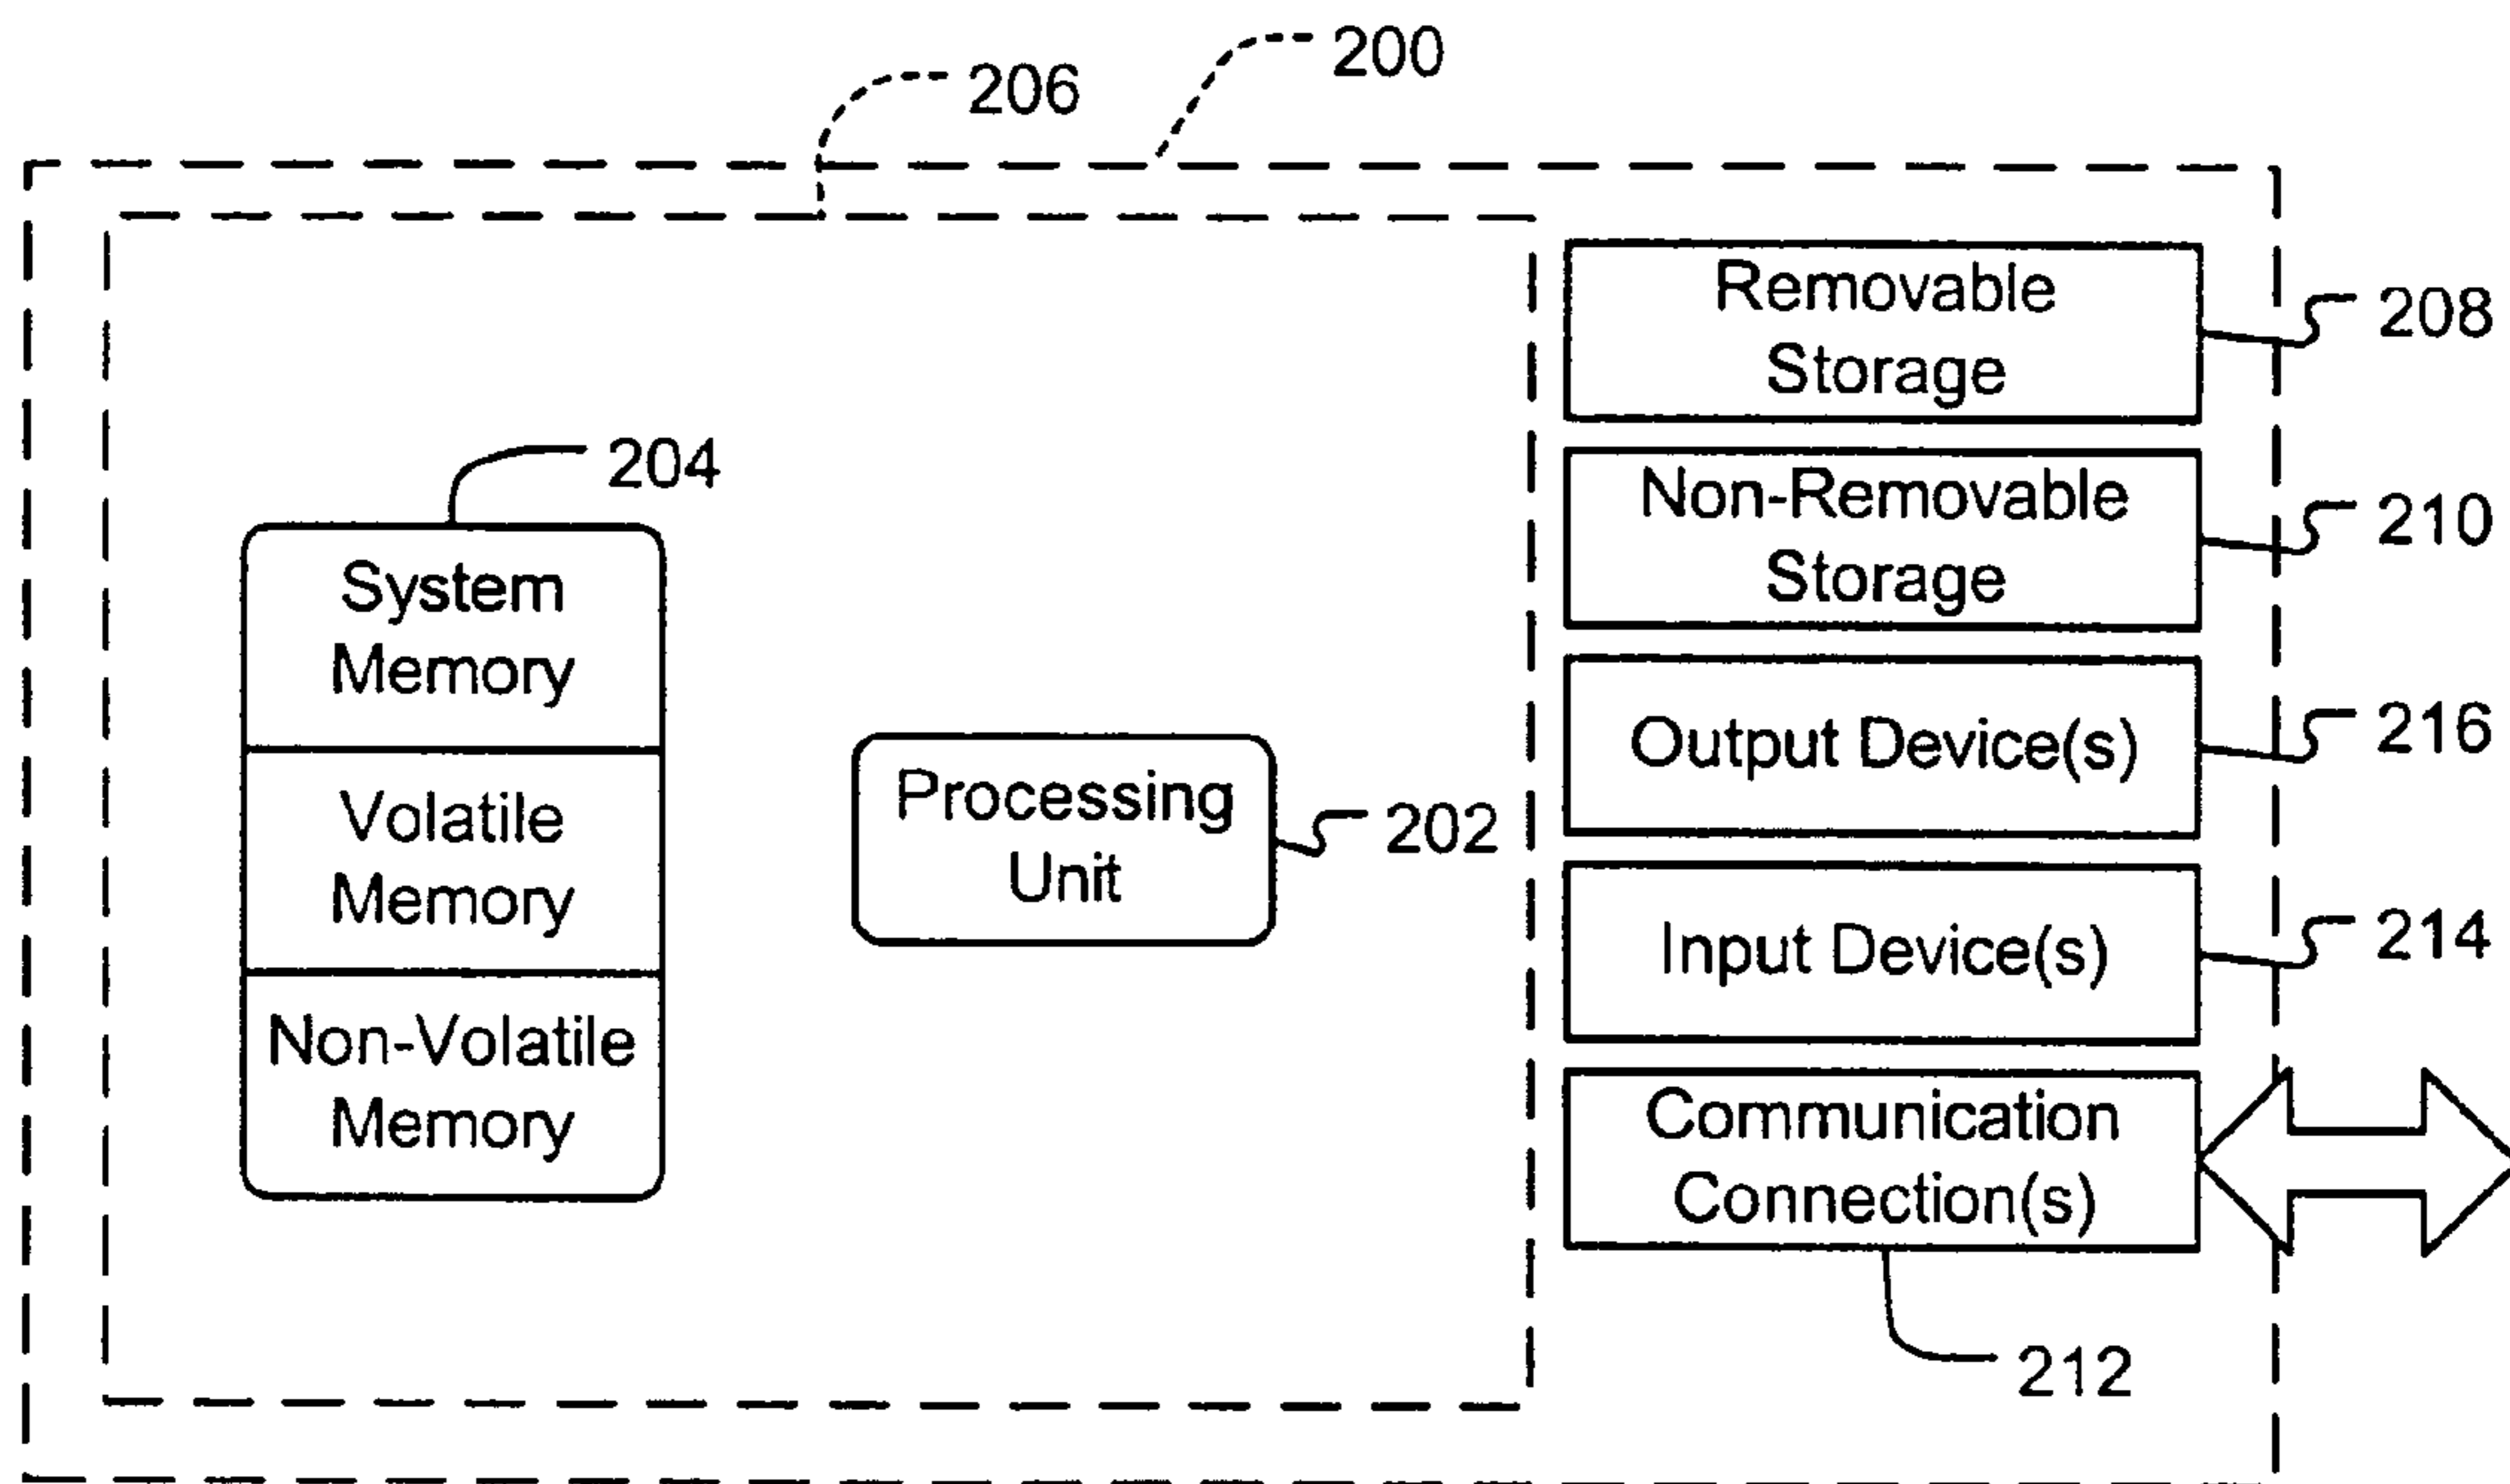 200
206
Removable
Storage
208
204
Non-Removable
Storage
210
System
Memory
Output Device(s)
216
Volatile
Memory
Processing
Unit
202
Input Device(s)
214
Non-Volatile
Memory
Communication
Connection(s)
212